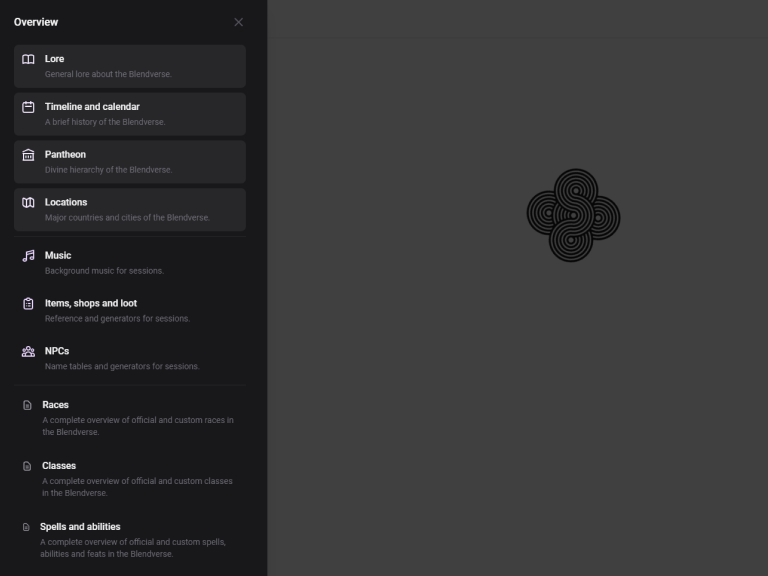 Overview
Lore
General lore about the Blendverse.
Timeline and calendar
A brief history of the Blendverse.
Pantheon
Divine hierarchy of the Blendverse.
Locations
Major countries and cities of the Blendverse.
Music
Background music for sessions.
Items, shops and loot
Reference and generators for sessions.
NPCs
Name tables and generators for sessions.
Races
A complete overview of official and custom races in
the Blendverse.
Classes
A complete overview of official and custom classes
in the Blendverse.
Spells and abilities
A complete overview of official and custom spells,
abilities and feats in the Blendverse.